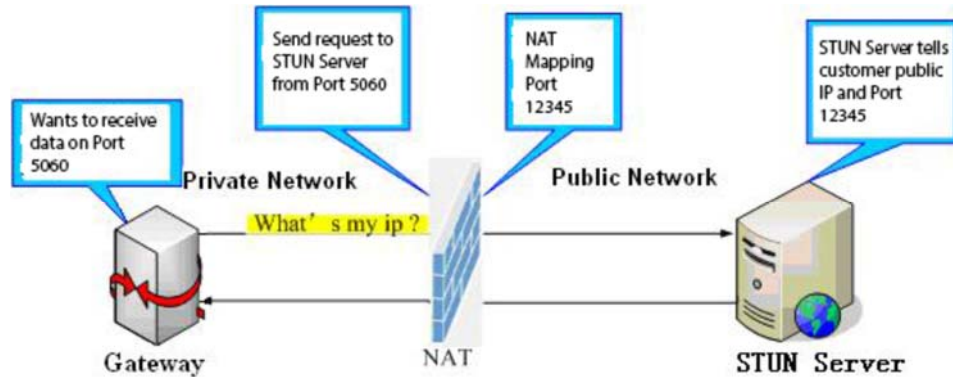 Send request to
STUN Server
from Port 5060
NAT
Mapping
Port
12345
STUN Server tells
customer public
IP and Port
12345
Wants to receive
data on Port
5060
Private Network
Public Network
What’s my ip ?
Gateway
NAT
STUN Server